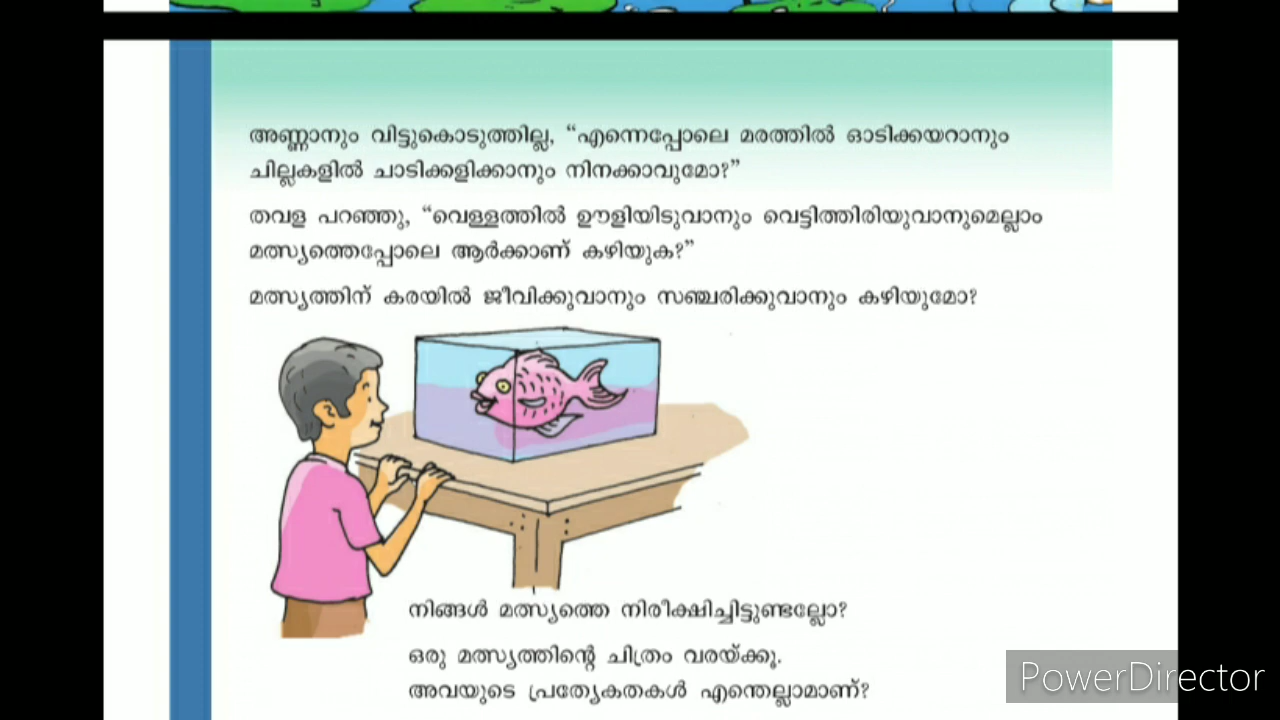 അണ്ണാനും വിട്ടുകൊടുത്തില്ല, “എന്നെപ്പോലെ മരത്തിൽ ഓടിക്കയറാനും
ചില്ലകളിൽ ചാടിക്കളിക്കാനും നിനക്കാവുമോ?”
തവള പറഞ്ഞു, “വെള്ളത്തിൽ ഊളിയിടുവാനും വെട്ടിത്തിരിയുവാനുമെല്ലാം
മത്സ്യത്തെപ്പോലെ ആർക്കാണ് കഴിയുക?”
മത്സ്യത്തിന് കരയിൽ ജീവിക്കുവാനും സഞ്ചരിക്കുവാനും കഴിയുമോ?
നിങ്ങൾ മത്സ്യത്തെ നിരീക്ഷിച്ചിട്ടുണ്ടല്ലോ?
ഒരു മത്സ്യത്തിന്റെ ചിത്രം വരയ്ക്കൂ.
അവയുടെ പ്രത്യേകതകൾ എന്തെല്ലാമാണ്?
PowerDirector